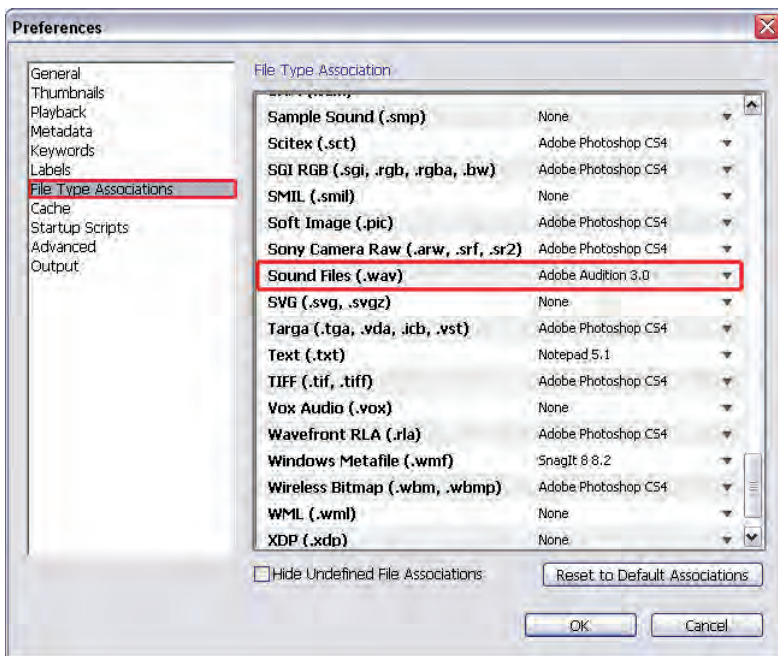 Preferences
General
Thumbnails
Playback
Metadata
Keywords
Labels
File Type Associations
Cache
Startup Scripts
Advanced
Output
File Type Association
Sample Sound (.smp) None
Scitex (.sct) Adobe Photoshop CS4
SGI RGB (.sgi, .rgb, .rgba, .bw) Adobe Photoshop CS4
SMIL (.smil) None
Soft Image (.pic) Adobe Photoshop CS4
Sony Camera Raw (.arw, .srf, .sr2) Adobe Photoshop CS4
Sound Files (.wav) Adobe Audition 3.0
SVG (.svg, .svgz) None
Targa (.tga, .vda, .icb, .vst) Adobe Photoshop CS4
Text (.txt) Notepad 5.1
TIFF (.tif, .tiff) Adobe Photoshop CS4
Vox Audio (.vox) None
Wavefront RLA (.rla) Adobe Photoshop CS4
Windows Metafile (.wmf) SnagIt 8 8.2
Wireless Bitmap (.wbm, .wbmp) Adobe Photoshop CS4
WML (.wml) None
XDP (.xdp) None
Hide Undefined File Associations
Reset to Default Associations
OK Cancel